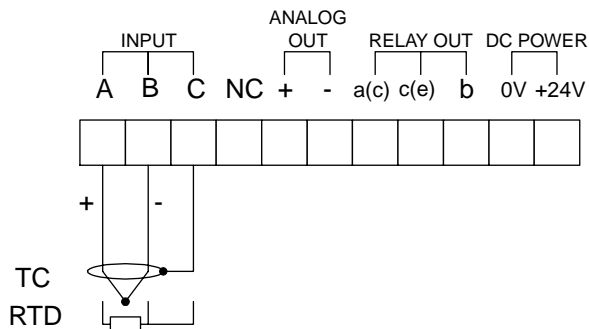 ANALOG
INPUT OUT RELAY OUT DC POWER
A B C NC + - a(c) c(e) b 0V +24V
+ -
TC
RTD